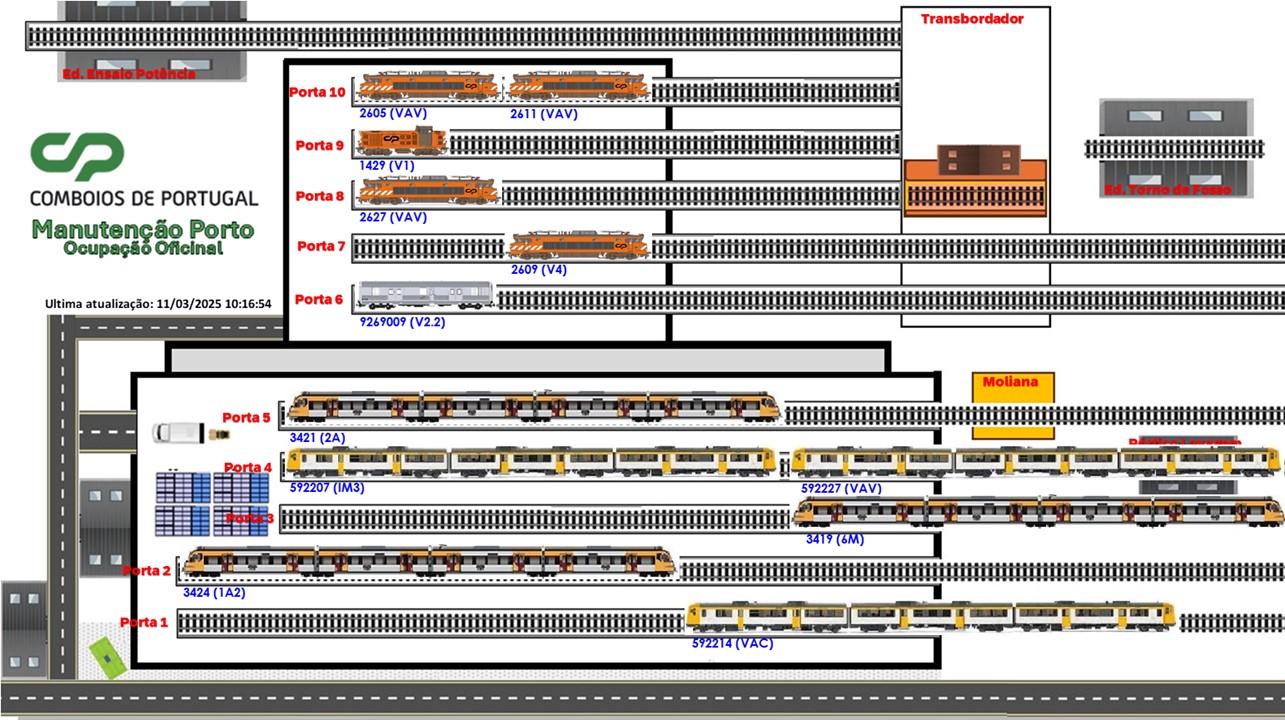 Transbordador
Ed. Ensaio Potência
Porta 10
2605 (VAV)
2611 (VAV)
Porta 9
1429 (V1)
Porta 8
2627 (VAV)
Ed. Torno de Fosso
COMBOIOS DE PORTUGAL
Manutenção Porto
Ocupação Oficinal
Porta 7
2609 (V4)
Porta 6
9269009 (V2.2)
Ultima atualização: 11/03/2025 10:16:54
Moliana
Porta 5
3421 (2A)
Porta 4
592207 (IM3)
592227 (VAV)
Porta 3
3419 (6M)
Porta 2
3424 (1A2)
Porta 1
592214 (VAC)